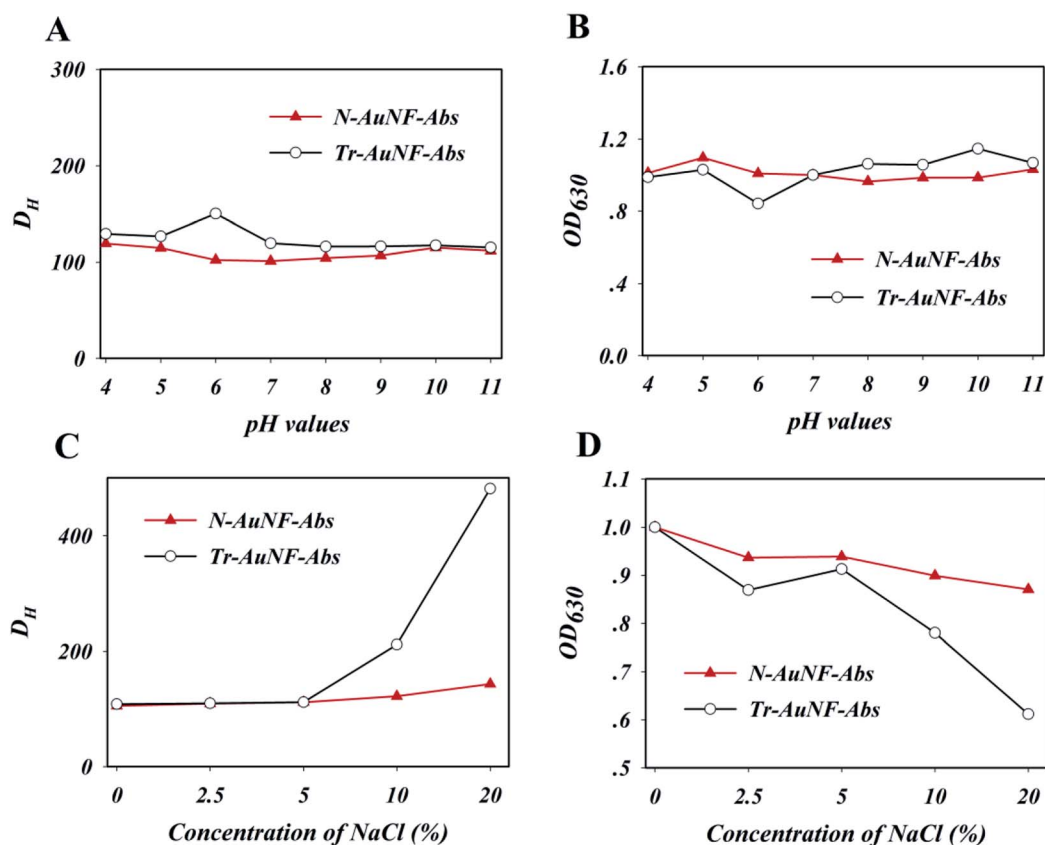 A
300
200
100
0
D_H
N-AuNF-Abs
Tr-AuNF-Abs
4 5 6 7 8 9 10 11
pH values
B
1.6
1.2
.8
.4
0.0
OD630
N-AuNF-Abs
Tr-AuNF-Abs
4 5 6 7 8 9 10 11
pH values
C
400
200
0
D_H
N-AuNF-Abs
Tr-AuNF-Abs
0 2.5 5 10 20
Concentration of NaCl (%)
D
1.1
1.0
.9
.8
.7
.6
.5
OD630
N-AuNF-Abs
Tr-AuNF-Abs
0 2.5 5 10 20
Concentration of NaCl (%)